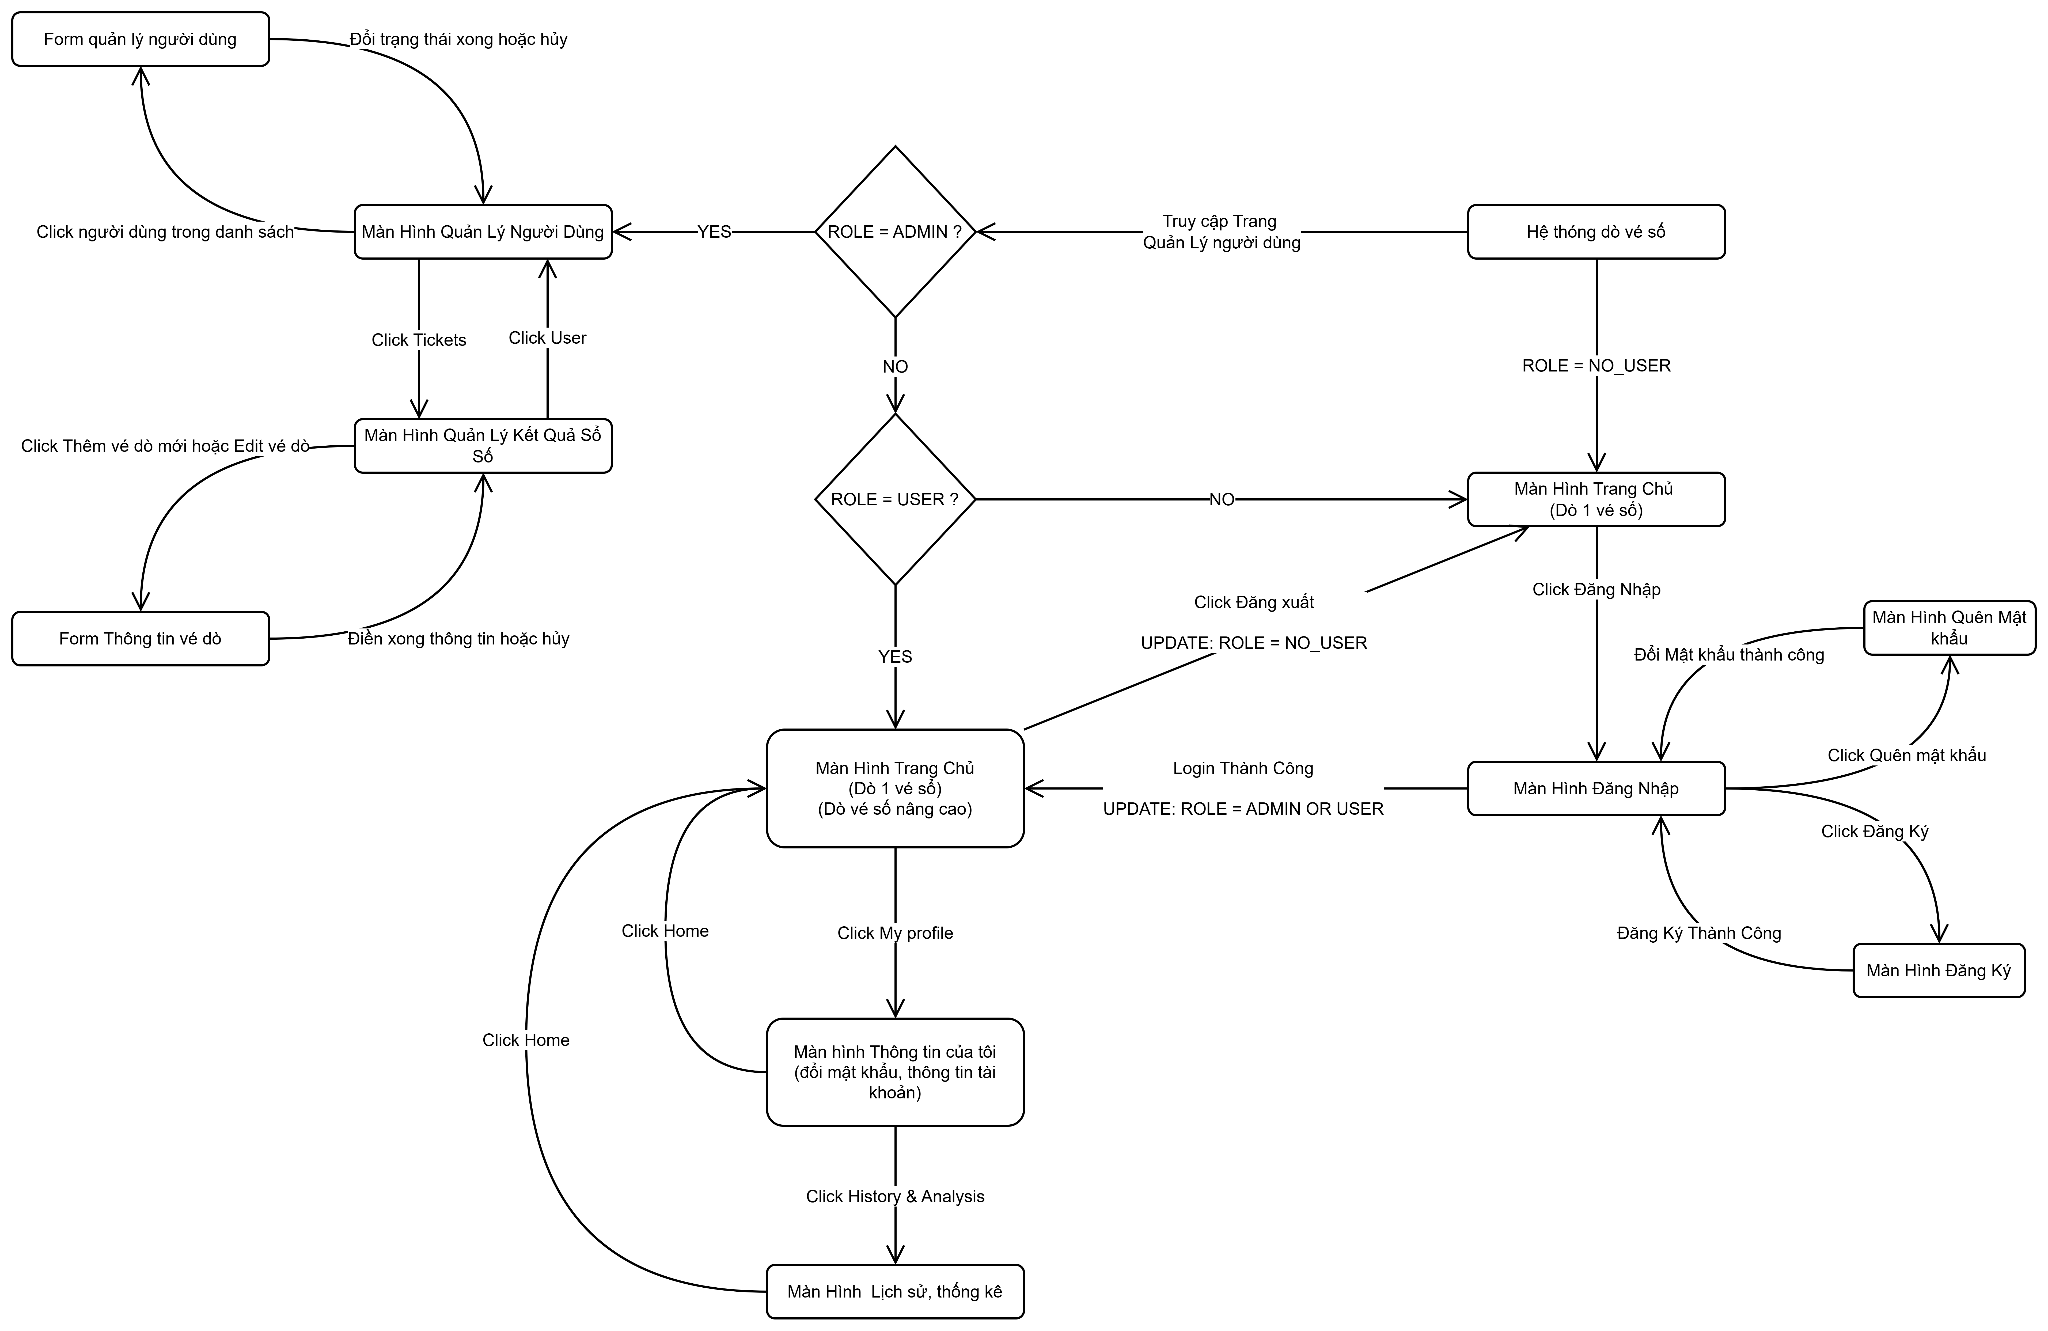 Form quản lý người dùng
Đổi trạng thái xong hoặc hủy
Click người dùng trong danh sách
Màn Hình Quản Lý Người Dùng
YES
ROLE = ADMIN ?
Truy cập Trang
Quản Lý người dùng
Hệ thóng dò vé số
Click Tickets
Click User
NO
ROLE = NO_USER
Click Thêm vé dò mới hoặc Edit vé dò
Màn Hình Quản Lý Kết Quả Sổ
Số
ROLE = USER ?
NO
Màn Hình Trang Chủ
(Dò 1 vé số)
Form Thông tin vé dò
Điền xong thông tin hoặc hủy
Click Đăng xuất
UPDATE: ROLE = NO_USER
Click Đăng Nhập
Màn Hình Quên Mật
khẩu
Đổi Mật khẩu thành công
YES
Click Quên mật khẩu
Màn Hình Trang Chủ
(Dò 1 vé số)
(Dò vé số nâng cao)
Login Thành Công
UPDATE: ROLE = ADMIN OR USER
Màn Hình Đăng Nhập
Click Đăng Ký
Click Home
Click My profile
Đăng Ký Thành Công
Màn Hình Đăng Ký
Click Home
Màn hình Thông tin của tôi
(đổi mật khẩu, thông tin tài
khoản)
Click History & Analysis
Màn Hình  Lịch sử, thống kê